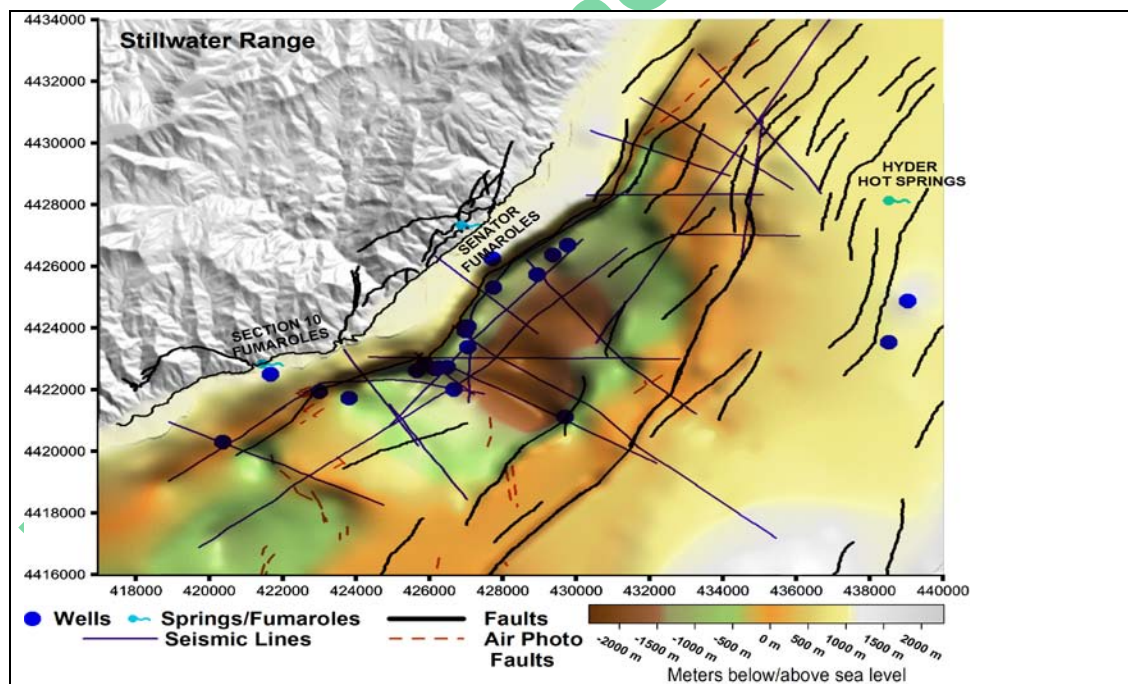 4434000
Stillwater Range
4432000
4430000
HYDER
HOT SPRINGS
4428000
SENATOR
FUMAROLES
4426000
4424000
SECTION 10
FUMAROLES
4422000
4420000
4418000
4416000
418000 420000 422000 424000 426000 428000 430000 432000 434000 436000 438000 440000
Wells Springs/Fumaroles Faults
Seismic Lines Air Photo
Faults
-2000 m -1500 m -1000 m -500 m 0 m 500 m 1000 m 1500 m 2000 m
Meters below/above sea level